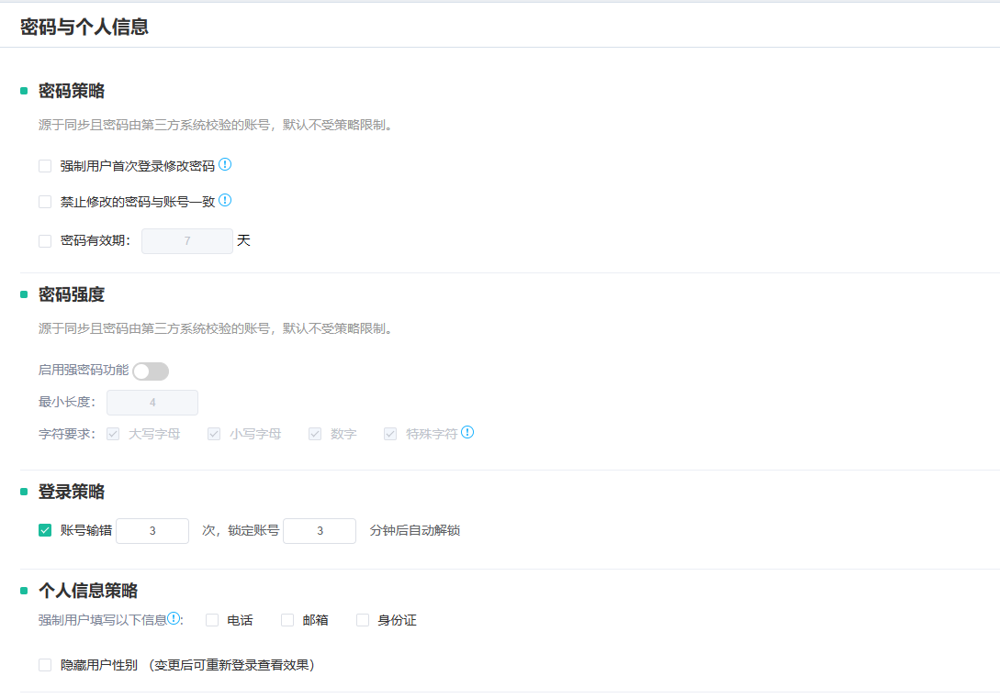 密码与个人信息
密码策略
源于同步且密码由第三方系统校验的账号，默认不受策略限制。
强制用户首次登录修改密码
禁止修改的密码与账号一致
密码有效期： 7 天
密码强度
源于同步且密码由第三方系统校验的账号，默认不受策略限制。
启用强密码功能
最小长度： 4
字符要求： 大写字母 小写字母 数字 特殊字符
登录策略
账号输错 3 次，锁定账号 3 分钟后自动解锁
个人信息策略
强制用户填写以下信息： 电话 邮箱 身份证
隐藏用户性别 （变更后可重新登录查看效果）